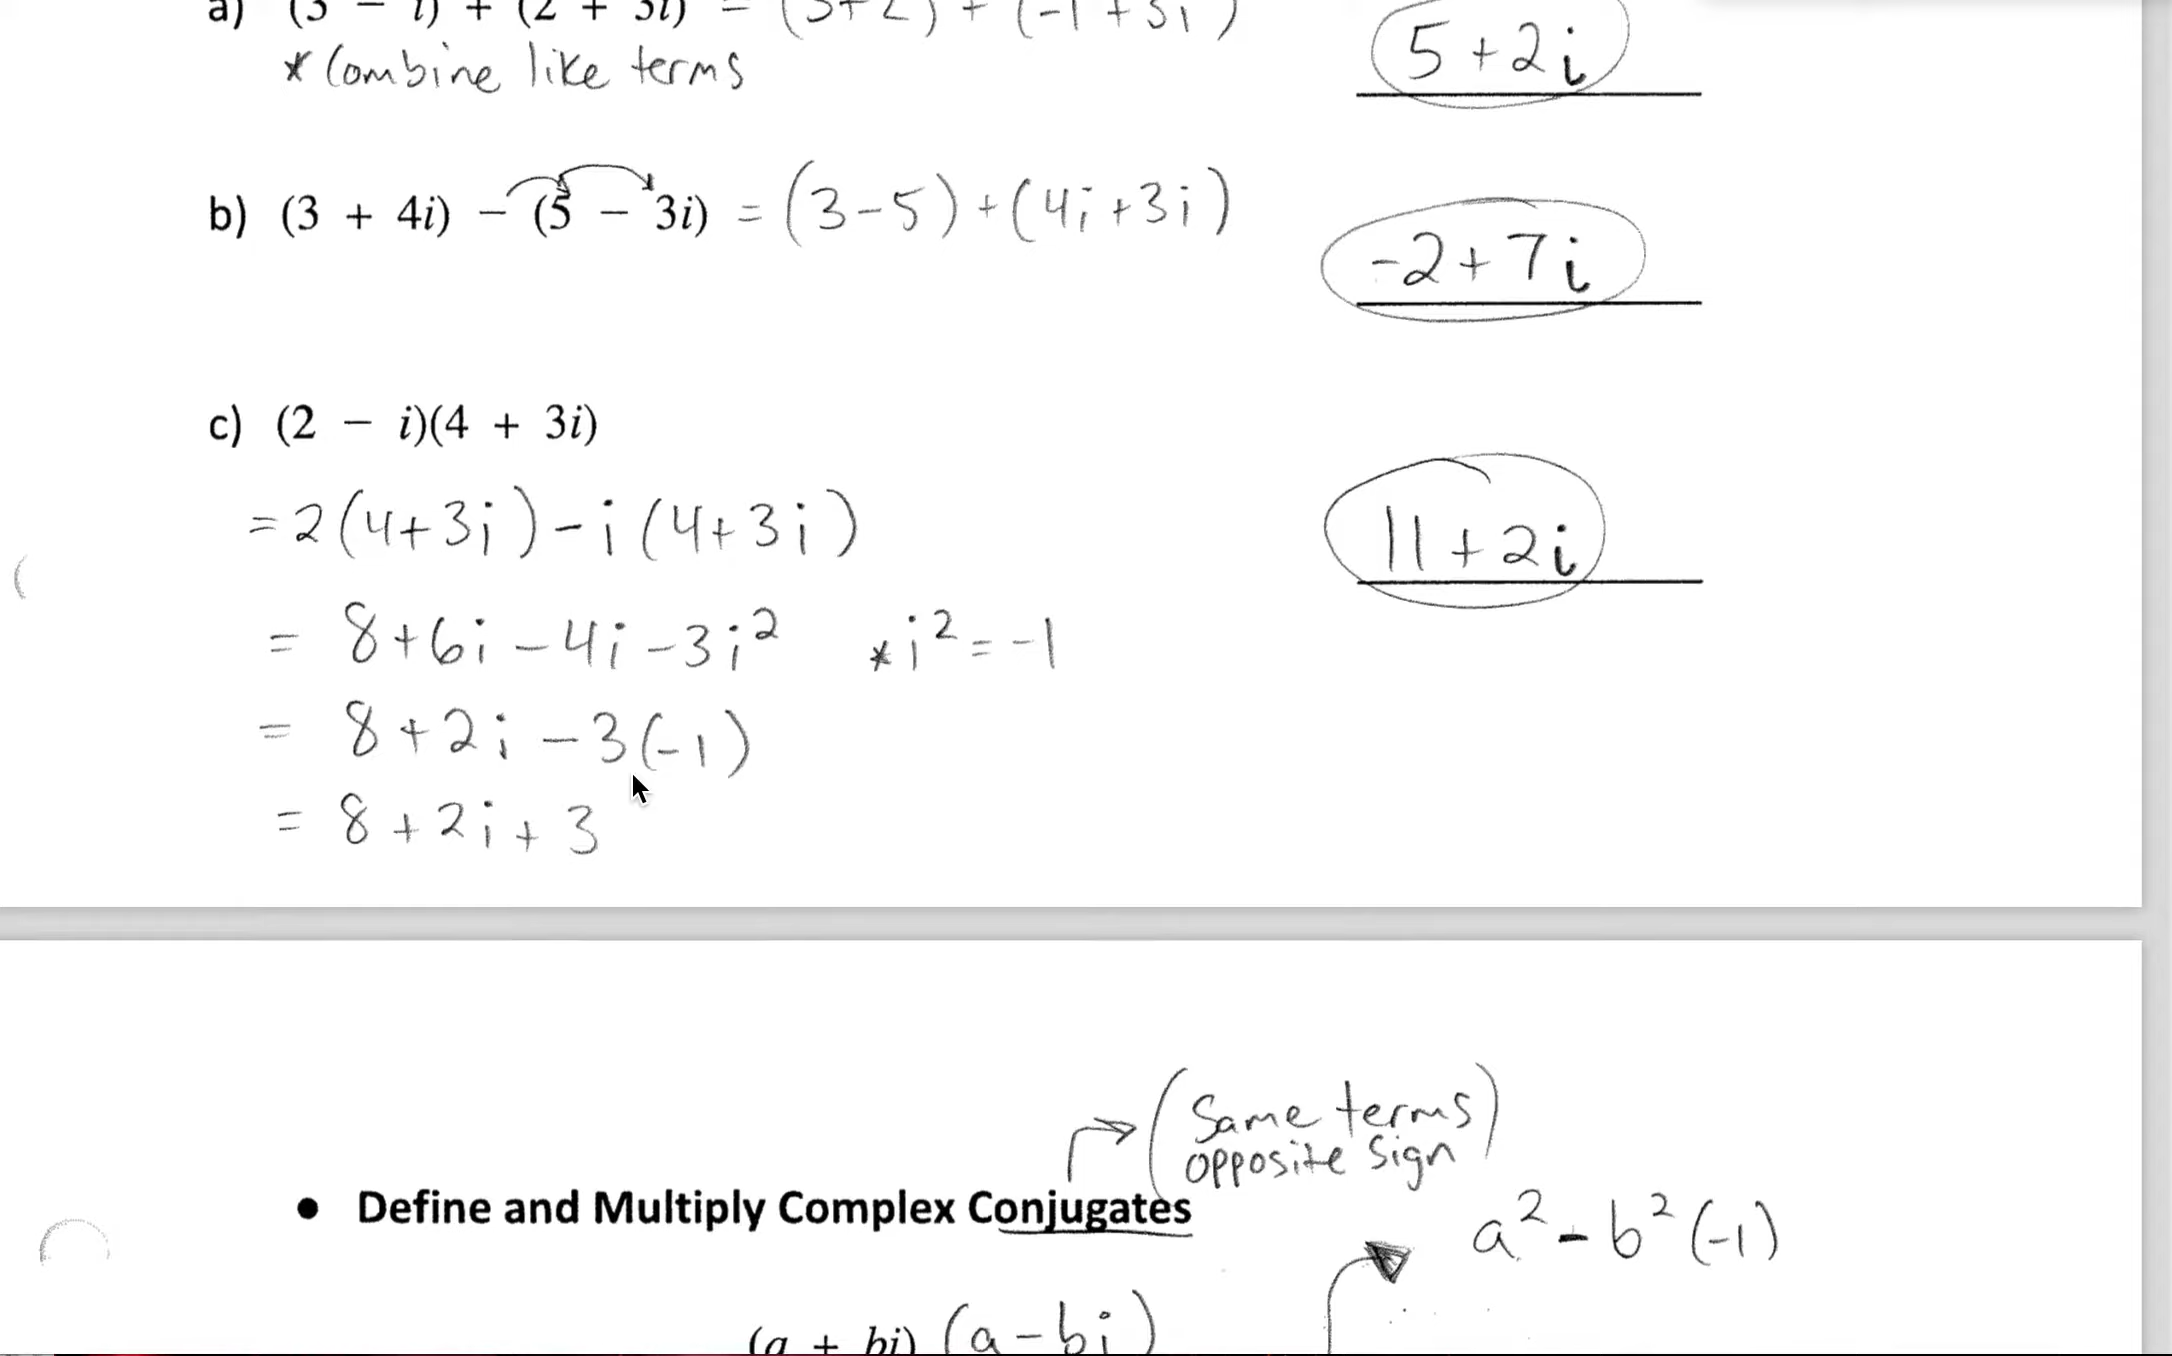 a) (3 − i) + (2 + 3i) = (3+2) + (-1+3i) 5+2i
*Combine like terms
b) (3 + 4i) − (5 − 3i) = (3-5)+(4i+3i) -2+7i
c) (2 − i)(4 + 3i)
=2(4+3i)-i(4+3i) 11+2i
= 8+6i-4i-3i² *i²=-1
= 8+2i-3(-1)
= 8+2i+3
(Same terms
opposite sign)
• Define and Multiply Complex Conjugates
a²-b²(-1)
(a + bi) (a-bi)